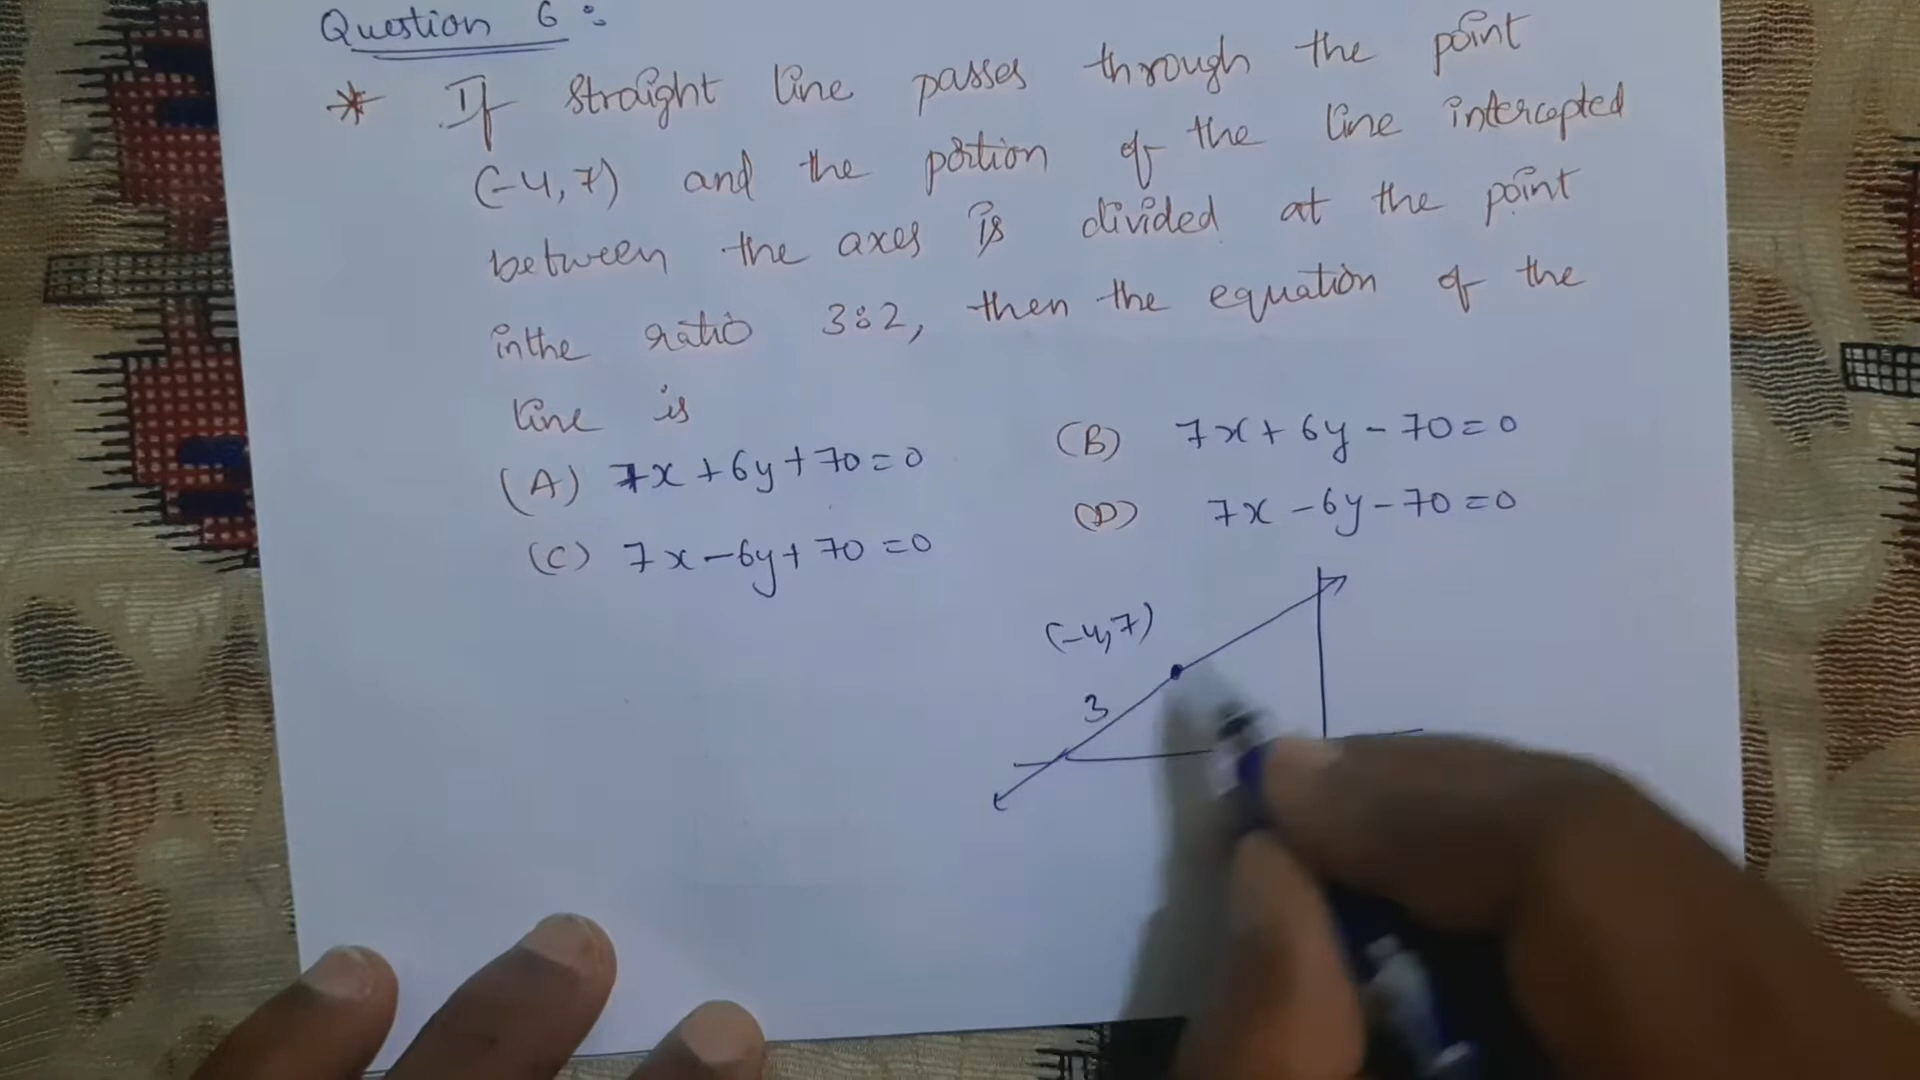 Question 6:
* If straight line passes through the point
(-4,7) and the portion of the line intercepted
between the axes is divided at the point
inthe ratio 3:2, then the equation of the
line is
(A) 7x + 6y + 70 = 0
(B) 7x + 6y - 70 = 0
(C) 7x - 6y + 70 = 0
(D) 7x - 6y - 70 = 0
(-4,7)
3